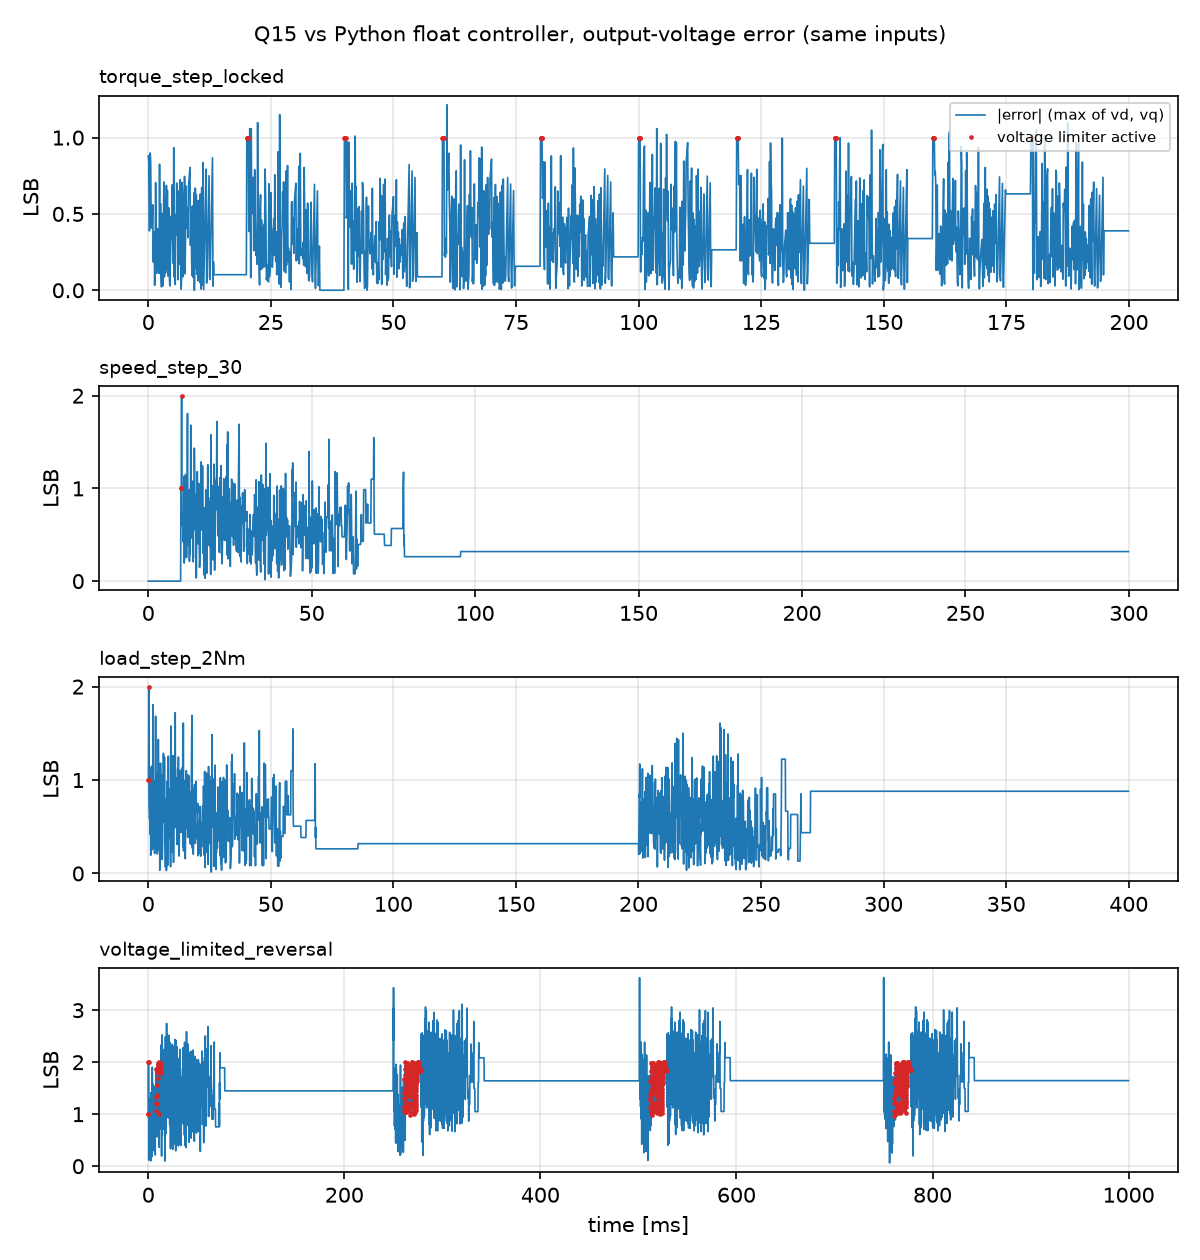 Q15 vs Python float controller, output-voltage error (same inputs)
torque_step_locked
|error| (max of vd, vq)
voltage limiter active
LSB
1.0
0.5
0.0
0 25 50 75 100 125 150 175 200
speed_step_30
LSB
2
1
0
0 50 100 150 200 250 300
load_step_2Nm
LSB
2
1
0
0 50 100 150 200 250 300 350 400
voltage_limited_reversal
LSB
3
2
1
0
0 200 400 600 800 1000
time [ms]